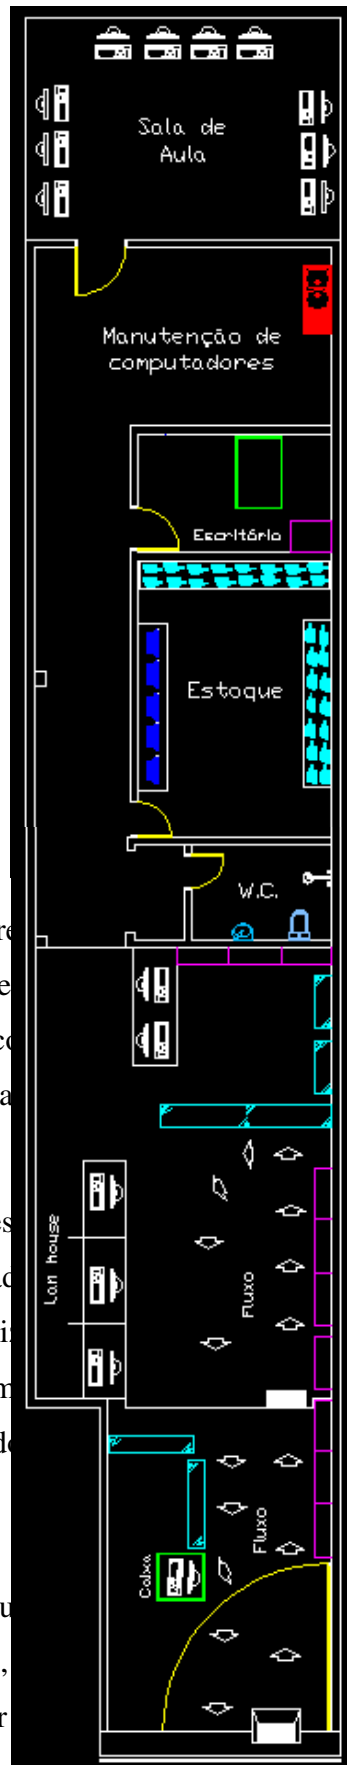 Sala de
Aula
Manutenção de
computadores
Escritório
Estoque
W.C.
Lan house
Fluxo
Fluxo
Caixa